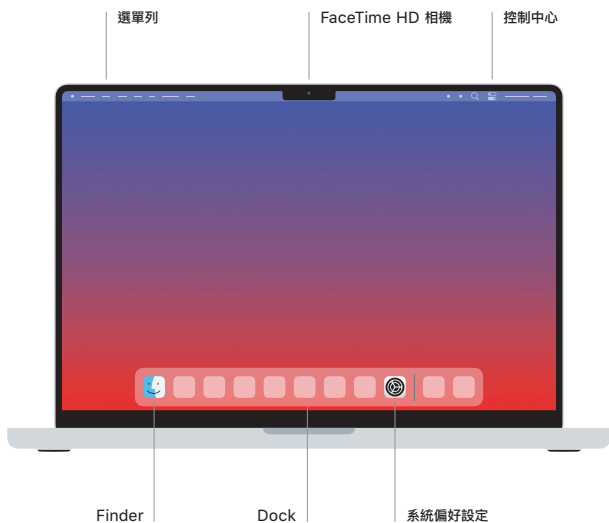 選單列
FaceTime HD 相機
控制中心
Finder
Dock
系統偏好設定